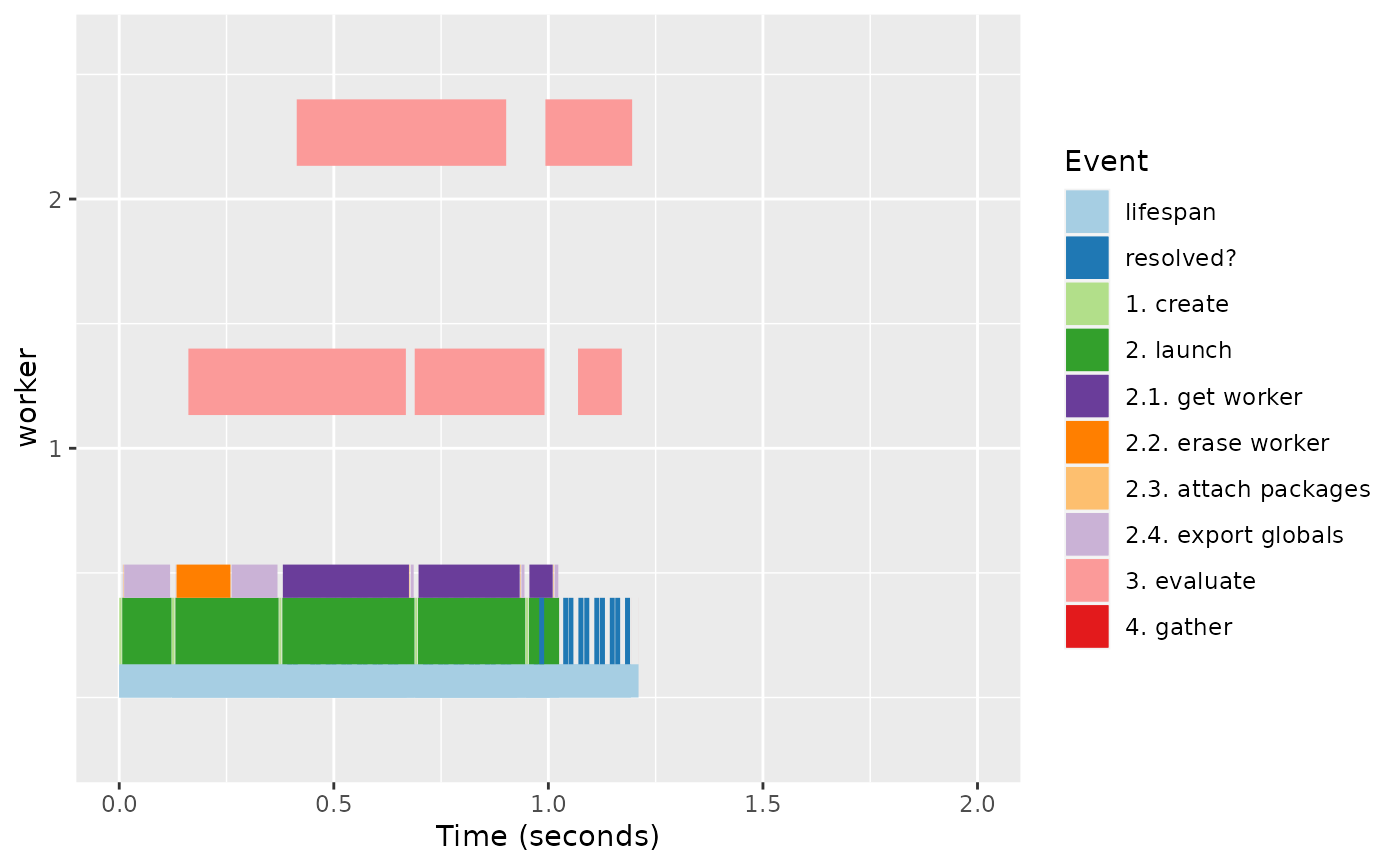 2
1
worker
0.0 0.5 1.0 1.5 2.0
Time (seconds)
Event
lifespan
resolved?
1. create
2. launch
2.1. get worker
2.2. erase worker
2.3. attach packages
2.4. export globals
3. evaluate
4. gather